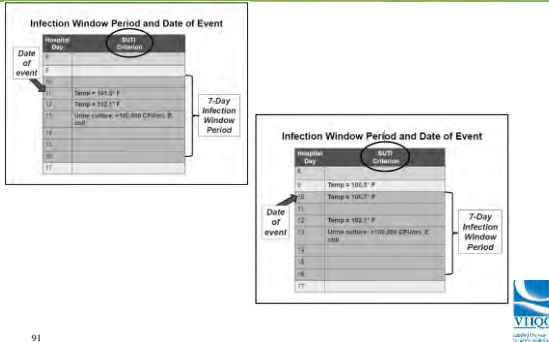 Infection Window Period and Date of Event
Hospital Day:
SUTI Criterion
Date of event
8
9
10
11 Temp = 101.5° F
12 Temp = 102.1° F
13 Urine culture: >100,000 CFU/ml, E. coli
14
15
16
17
7-Day Infection Window Period
Infection Window Period and Date of Event
Hospital Day
SUTI Criterion
Date of event
8
9 Temp = 100.5° F
10 Temp = 100.7° F
11
12 Temp = 102.1° F
13 Urine culture: >100,000 CFU/ml, E. coli
15
16
17
7-Day Infection Window Period
VHQC
91